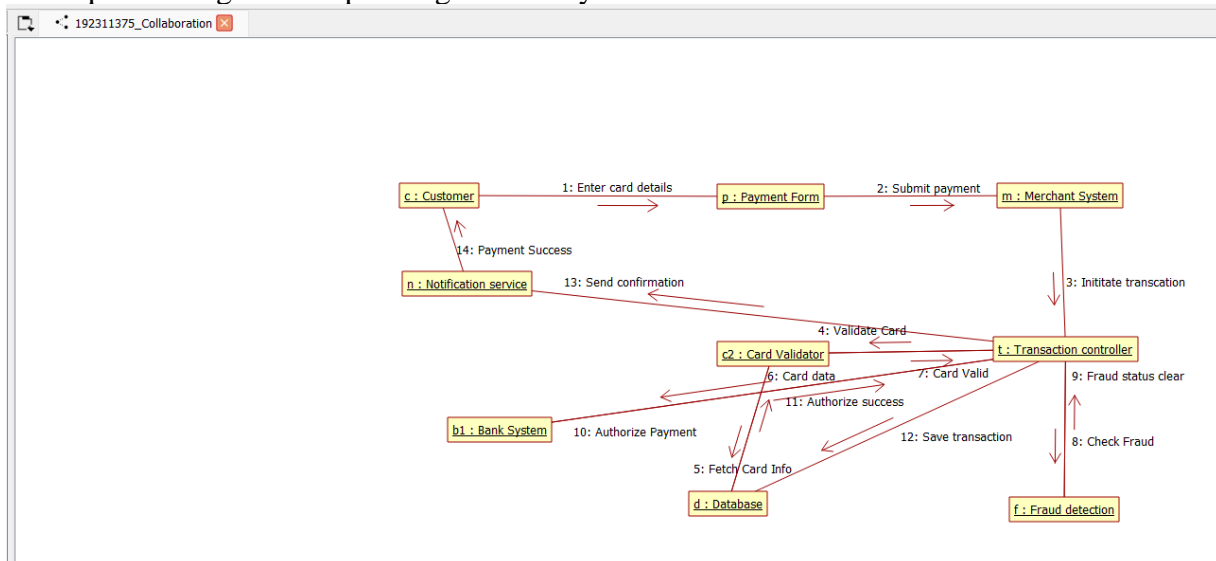 192311375_Collaboration
1: Enter card details
2: Submit payment
c : Customer
p : Payment Form
m : Merchant System
14: Payment Success
n : Notification service
13: Send confirmation
3: Inititate transcation
4: Validate Card
c2 : Card Validator
t : Transaction controller
6: Card data
7: Card Valid
9: Fraud status clear
11: Authorize success
b1 : Bank System
10: Authorize Payment
12: Save transaction
8: Check Fraud
5: Fetch Card Info
d : Database
f : Fraud detection